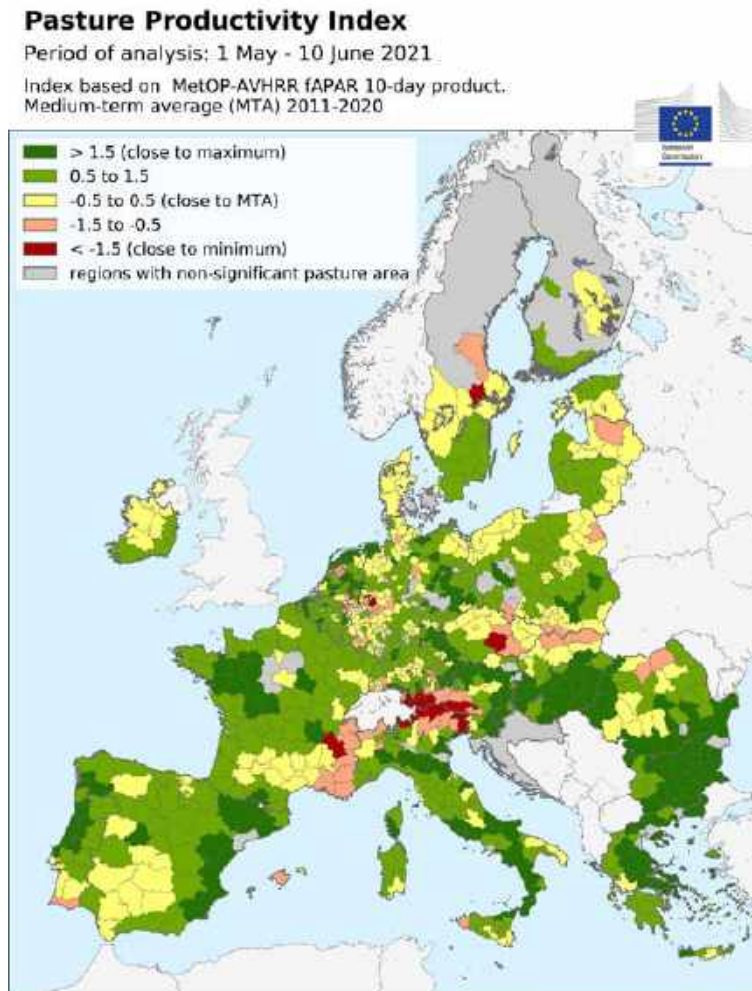 Pasture Productivity Index
Period of analysis: 1 May - 10 June 2021
Index based on MetOP-AVHRR fAPAR 10-day product.
Medium-term average (MTA) 2011-2020
European
Commission
> 1.5 (close to maximum)
0.5 to 1.5
-0.5 to 0.5 (close to MTA)
-1.5 to -0.5
< -1.5 (close to minimum)
regions with non-significant pasture area